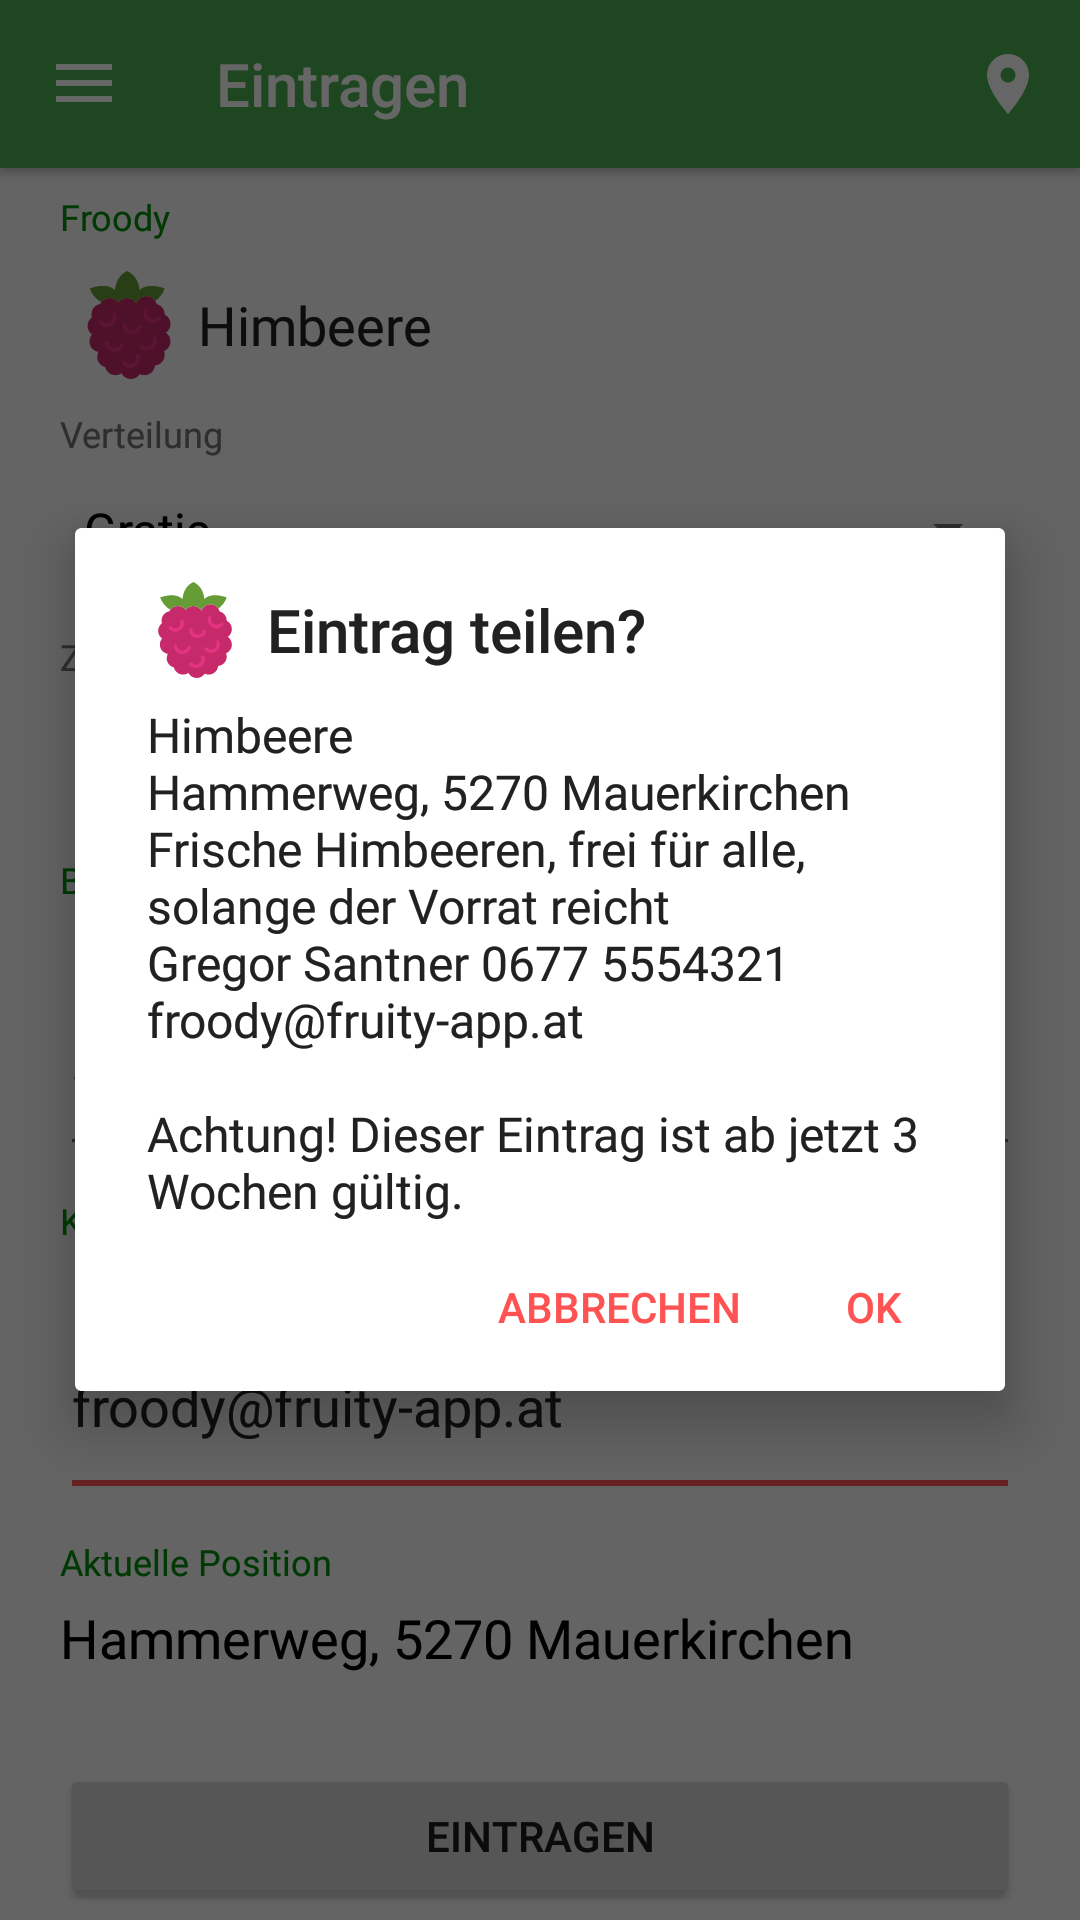 Eintragen
Froody
Himbeere
Verteilung
Eintrag teilen?
Himbeere
Hammerweg, 5270 Mauerkirchen
Frische Himbeeren, frei für alle,
solange der Vorrat reicht
Gregor Santner 0677 5554321
froody@fruity-app.at
Achtung! Dieser Eintrag ist ab jetzt 3
Wochen gültig.
ABBRECHEN
OK
froody@fruity-app.at
Aktuelle Position
Hammerweg, 5270 Mauerkirchen
EINTRAGEN